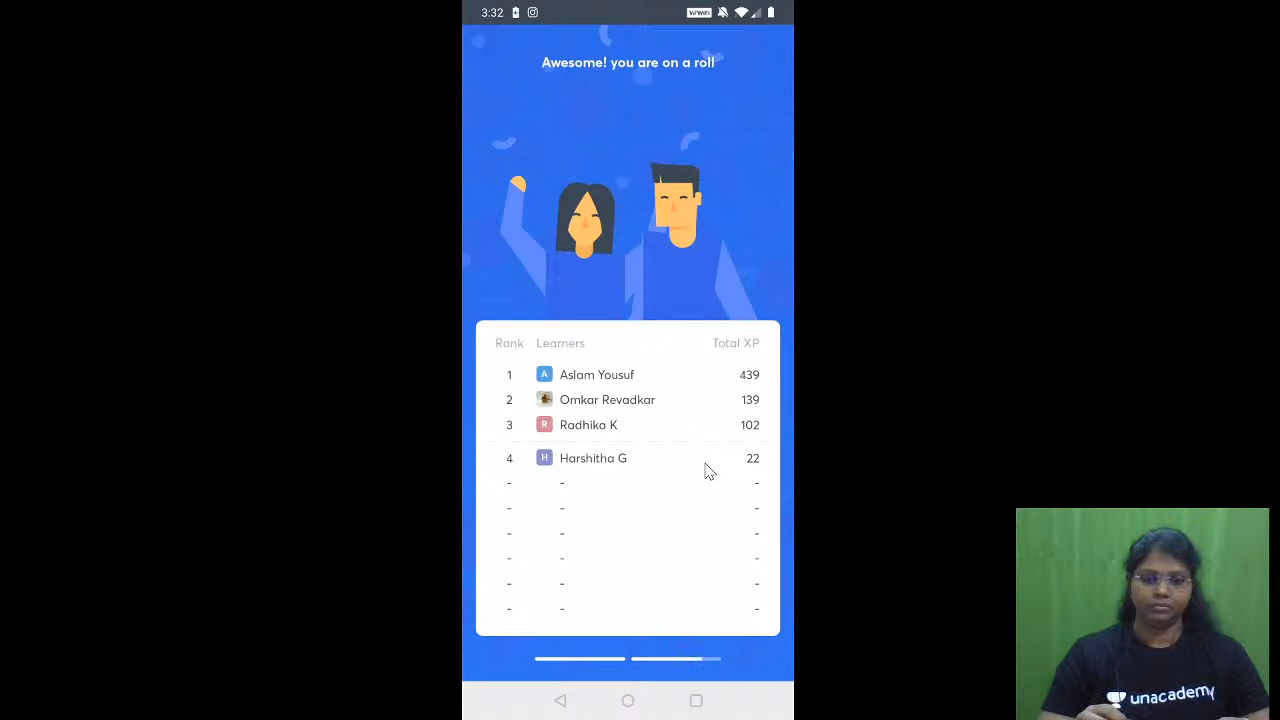 3:32
Awesome! you are on a roll
Rank Learners Total XP
1 A Aslam Yousuf 439
2 Omkar Revadkar 139
3 R Radhika K 102
4 H Harshitha G 22
- - -
- - -
- - -
- - -
- - -
- - -
unacademy